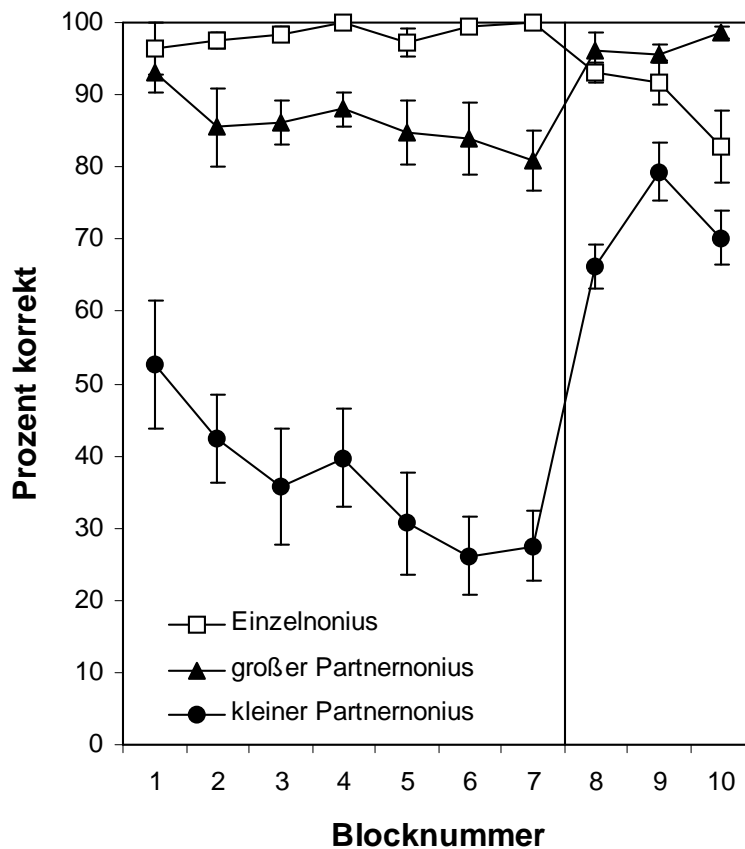 Prozent korrekt
100
90
80
70
60
50
40
30
20
10
0
Einzelnonius
großer Partnernonius
kleiner Partnernonius
1 2 3 4 5 6 7 8 9 10
Blocknummer